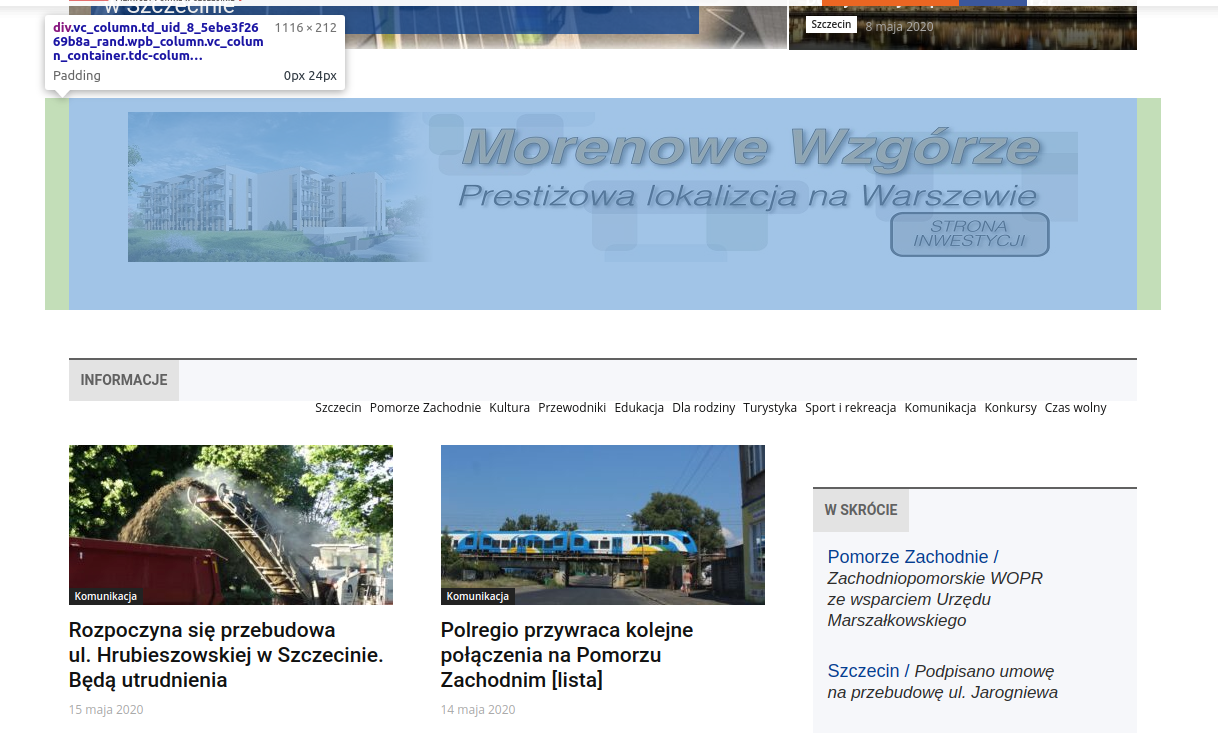 w Szczecinie
Szczecin
8 maja 2020
div.vc_column.td_uid_8_5ebe3f26
69b8a_rand.wpb_column.vc_colum
n_container.tdc-colum…
1116 × 212
Padding
0px 24px
Morenowe Wzgórze
Prestiżowa lokalizcja na Warszewie
STRONA
INWESTYCJI
INFORMACJE
Szczecin Pomorze Zachodnie Kultura Przewodniki Edukacja Dla rodziny Turystyka Sport i rekreacja Komunikacja Konkursy Czas wolny
Komunikacja
Rozpoczyna się przebudowa
ul. Hrubieszowskiej w Szczecinie.
Będą utrudnienia
15 maja 2020
Komunikacja
Polregio przywraca kolejne
połączenia na Pomorzu
Zachodnim [lista]
14 maja 2020
W SKRÓCIE
Pomorze Zachodnie /
Zachodniopomorskie WOPR
ze wsparciem Urzędu
Marszałkowskiego
Szczecin / Podpisano umowę
na przebudowę ul. Jarogniewa